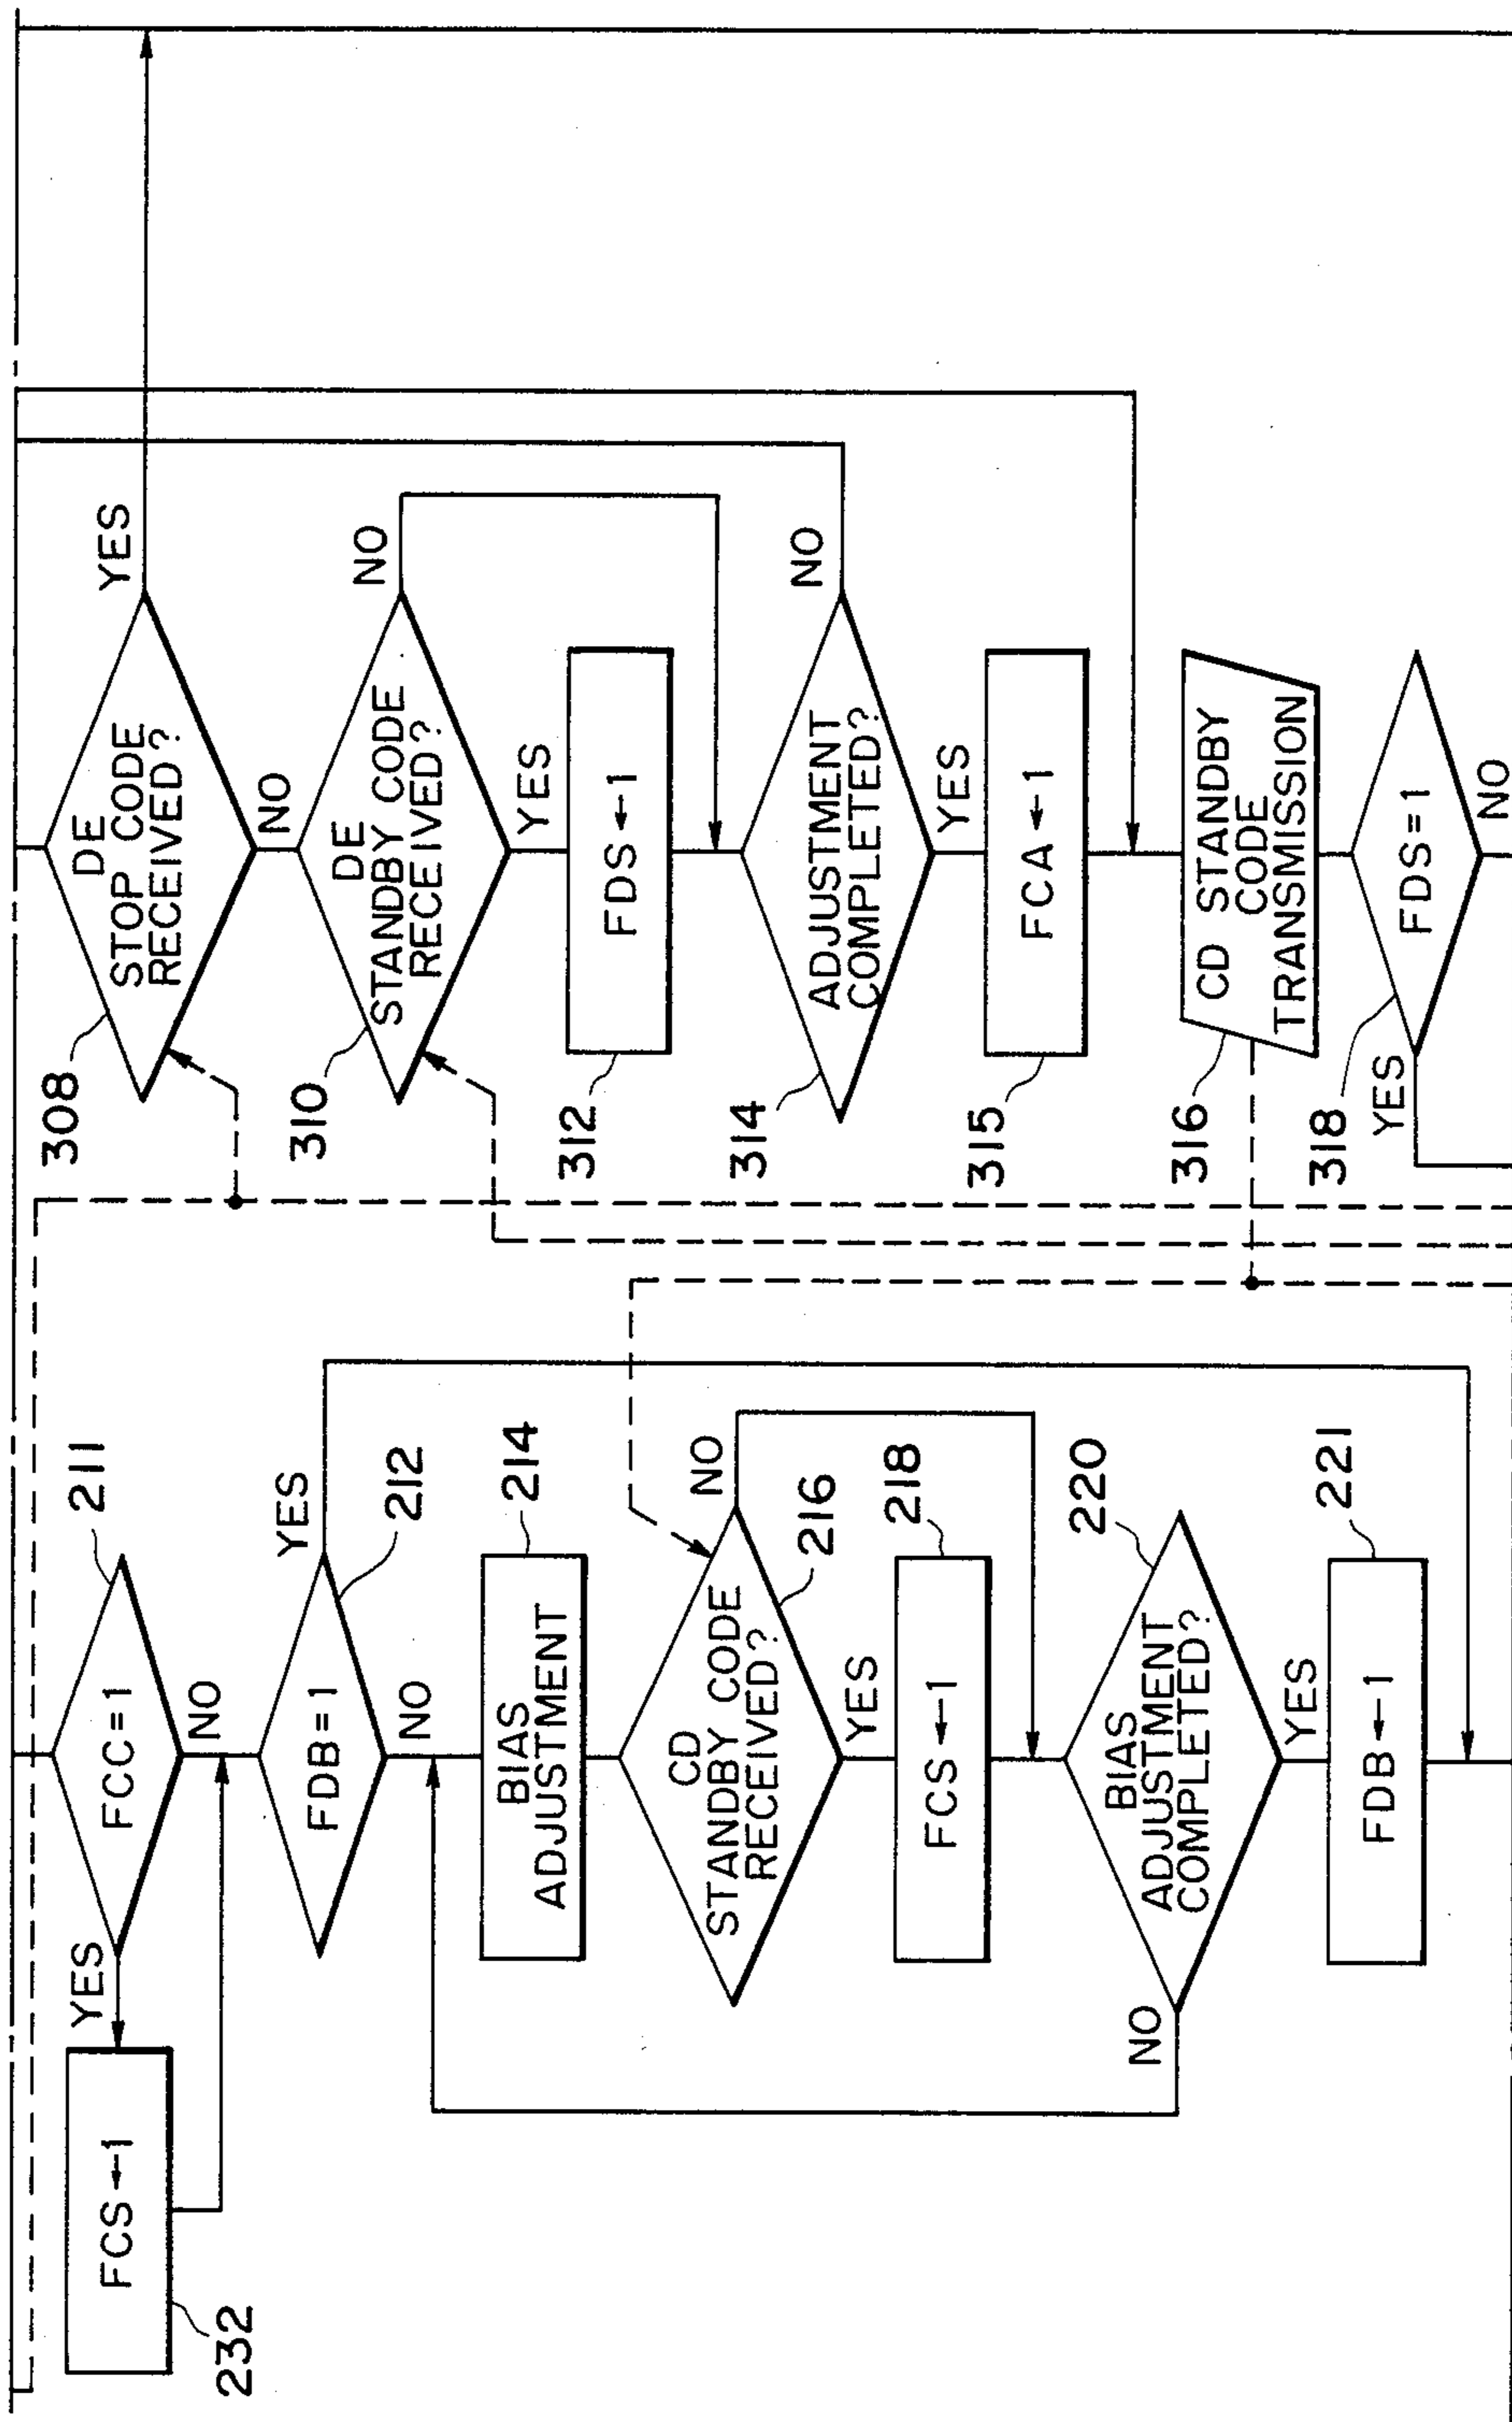 232
FCS←1
YES
FCC=1
211
NO
FDB=1
YES
212
NO
BIAS
ADJUSTMENT
214
CD
STANDBY CODE
RECEIVED?
NO
216
YES
FCS←1
218
BIAS
ADJUSTMENT
COMPLETED?
220
NO
YES
FDB←1
221
308
DE
STOP CODE
RECEIVED?
YES
NO
310
DE
STANDBY CODE
RECEIVED?
NO
YES
312
FDS←1
314
ADJUSTMENT
COMPLETED?
NO
YES
315
FCA←1
316
CD STANDBY
CODE
TRANSMISSION
318
YES
FDS=1
NO